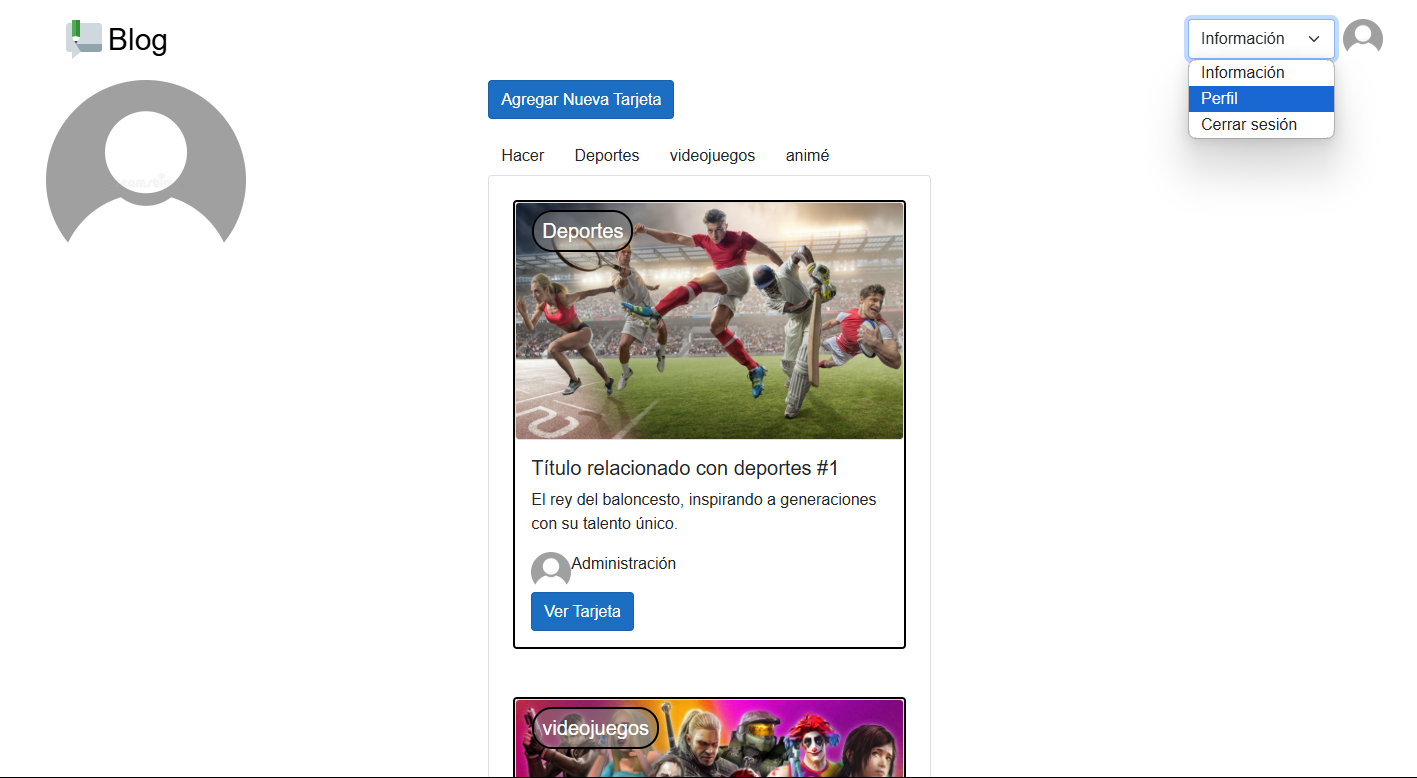 Blog
Información
Información
Perfil
Cerrar sesión
Agregar Nueva Tarjeta
Hacer Deportes videojuegos animé
Deportes
Título relacionado con deportes #1
El rey del baloncesto, inspirando a generaciones
con su talento único.
Administración
Ver Tarjeta
videojuegos